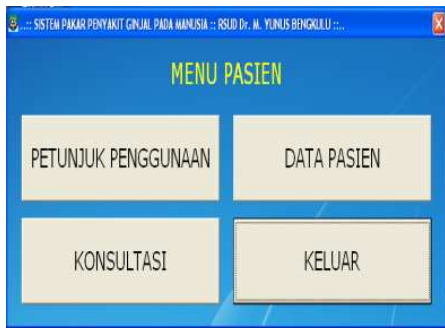 ..:: SISTEM PAKAR PENYAKIT GINJAL PADA MANUSIA :: RSUD Dr. M. YUNUS BENGKULU ::..
MENU PASIEN
PETUNJUK PENGGUNAAN
DATA PASIEN
KONSULTASI
KELUAR